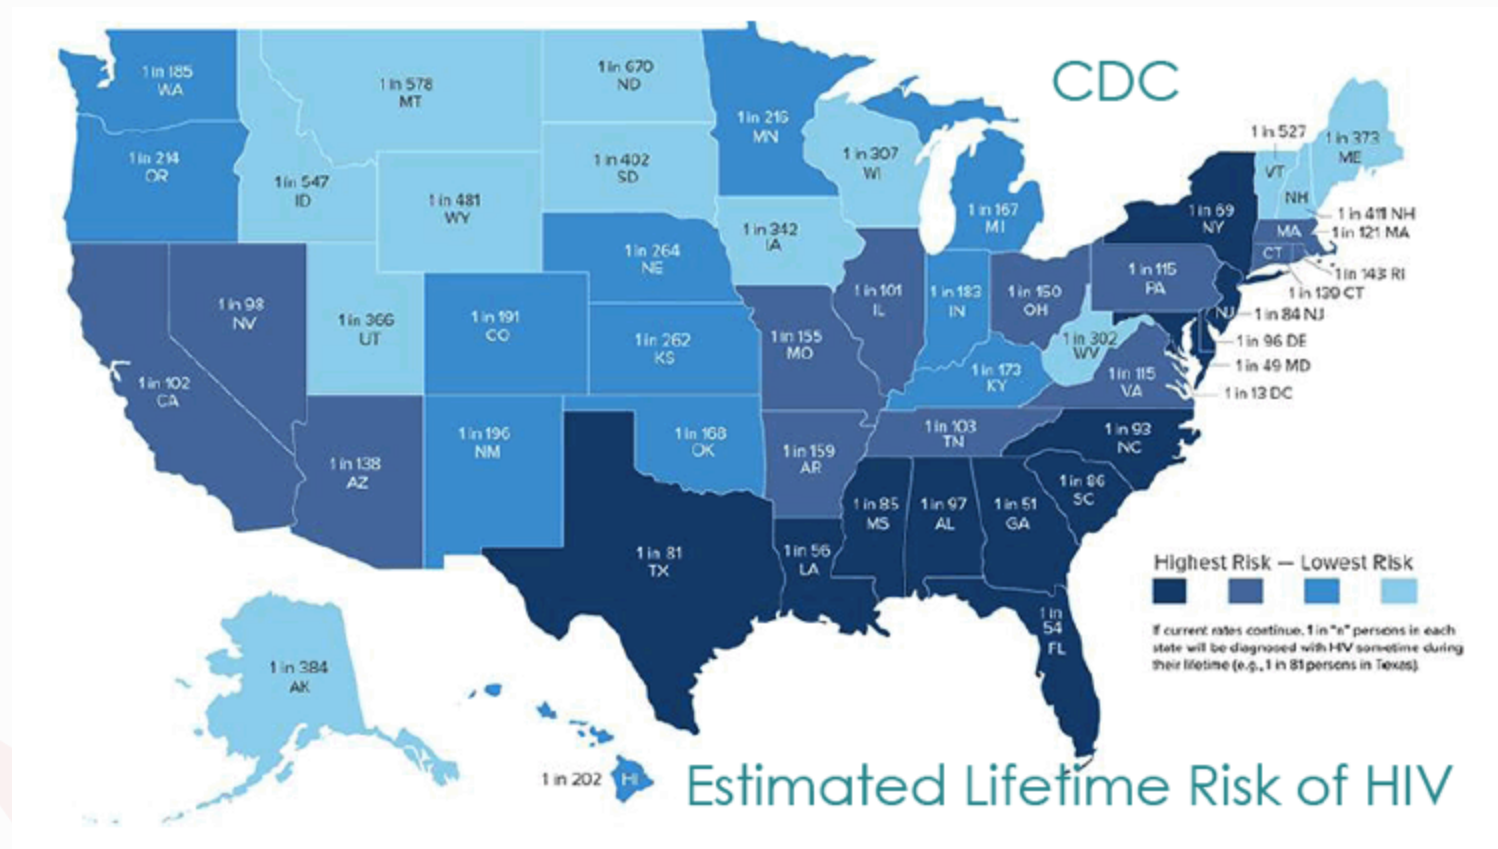 CDC
1 in 185
WA
1 in 578
MT
1 in 670
ND
1 in 216
MN
1 in 214
OR
1 in 547
ID
1 in 481
WY
1 in 402
SD
1 in 307
WI
1 in 167
MI
1 in 527
VT
1 in 373
ME
NH
1 in 411 NH
1 in 69
NY
MA
1 in 121 MA
CT
1 in 143 RI
1 in 139 CT
1 in 98
NV
1 in 366
UT
1 in 191
CO
1 in 264
NE
1 in 342
IA
1 in 262
KS
1 in 155
MO
1 in 101
IL
1 in 183
IN
1 in 150
OH
1 in 115
PA
NJ
1 in 84 NJ
1 in 96 DE
1 in 49 MD
1 in 13 DC
1 in 302
WV
1 in 115
VA
1 in 173
KY
1 in 102
CA
1 in 138
AZ
1 in 196
NM
1 in 168
OK
1 in 159
AR
1 in 103
TN
1 in 93
NC
1 in 86
SC
1 in 81
TX
1 in 56
LA
1 in 85
MS
1 in 97
AL
1 in 51
GA
1 in
54
FL
Highest Risk — Lowest Risk
If current rates continue, 1 in "n" persons in each
state will be diagnosed with HIV sometime during
their lifetime (e.g., 1 in 81 persons in Texas).
1 in 384
AK
1 in 202
HI
Estimated Lifetime Risk of HIV